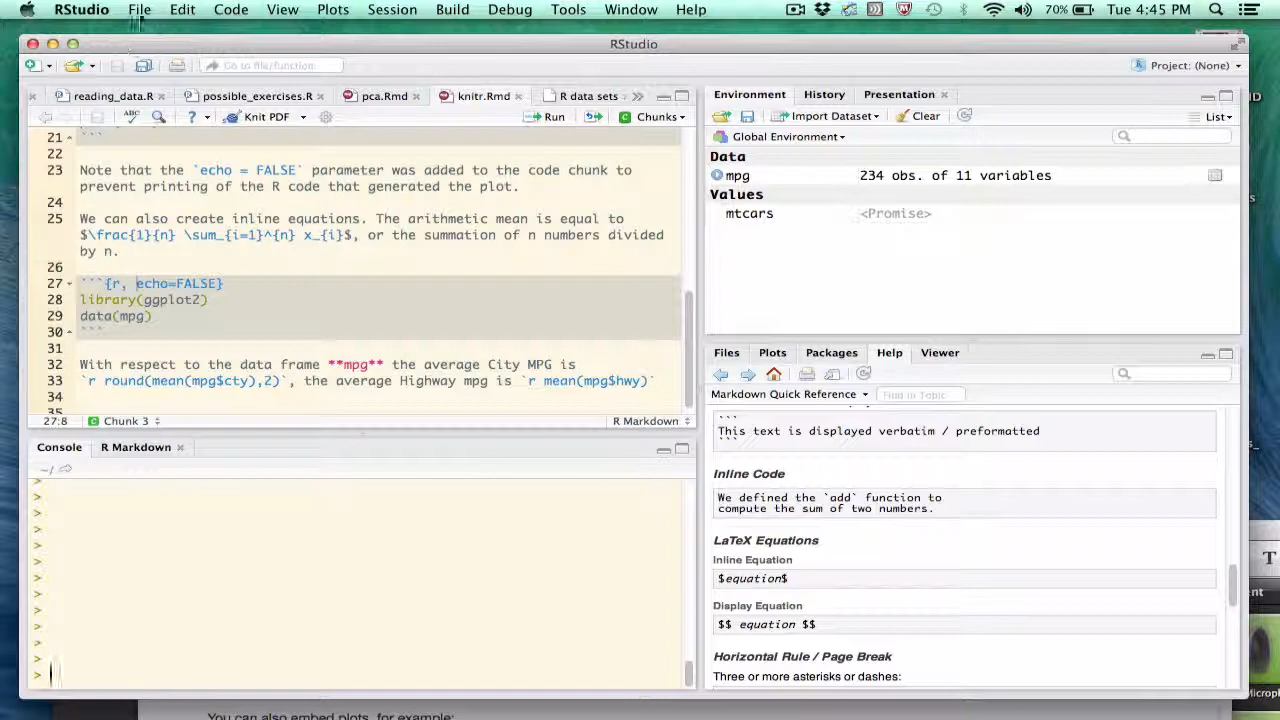 RStudio File Edit Code View Plots Session Build Debug Tools Window Help 70% Tue 4:45 PM
RStudio
Go to file/function Project: (None)
reading_data.R possible_exercises.R pca.Rmd knitr.Rmd R data sets
ABC ? Knit PDF Run Chunks
21 ```
22
23 Note that the `echo = FALSE` parameter was added to the code chunk to
prevent printing of the R code that generated the plot.
24
25 We can also create inline equations. The arithmetic mean is equal to
$\frac{1}{n} \sum_{i=1}^{n} x_{i}$, or the summation of n numbers divided
by n.
26
27 ```{r, echo=FALSE}
28 library(ggplot2)
29 data(mpg)
30 ```
31
32 With respect to the data frame **mpg** the average City MPG is
33 `r round(mean(mpg$cty),2)`, the average Highway mpg is `r mean(mpg$hwy)`
34
35
27:8 C Chunk 3 R Markdown
Console R Markdown
~/
>
>
>
>
>
>
>
>
>
>
>
>
>
Environment History Presentation
Import Dataset Clear List
Global Environment
Data
mpg 234 obs. of 11 variables
Values
mtcars <Promise>
Files Plots Packages Help Viewer
Markdown Quick Reference Find in Topic
```
This text is displayed verbatim / preformatted
```
Inline Code
We defined the `add` function to
compute the sum of two numbers.
LaTeX Equations
Inline Equation
$equation$
Display Equation
$$ equation $$
Horizontal Rule / Page Break
Three or more asterisks or dashes:
You can also embed plots, for example:
T
Microph